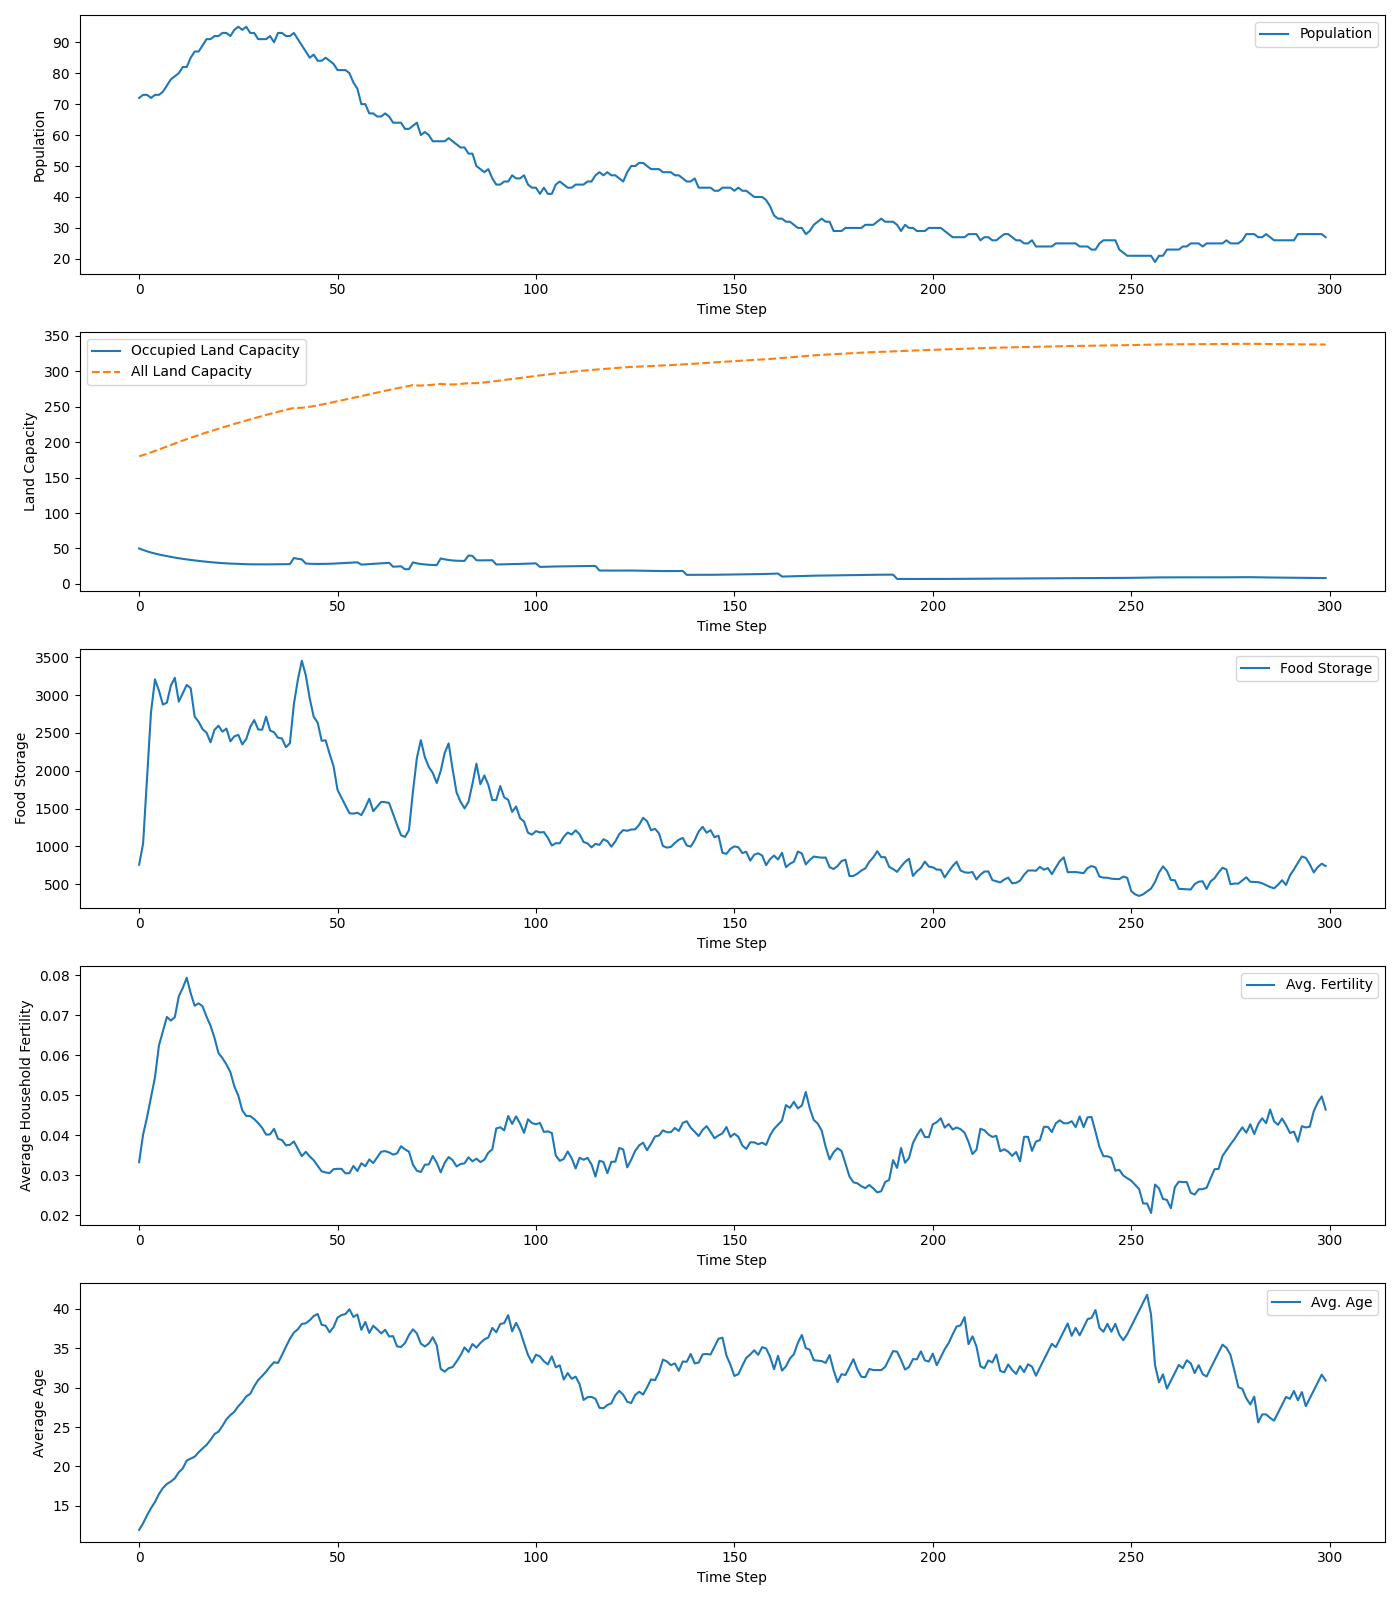 Population
90
80
70
60
50
40
30
20
Population
0 50 100 150 200 250 300
Time Step
Occupied Land Capacity
All Land Capacity
350
300
250
200
150
100
50
0
Land Capacity
0 50 100 150 200 250 300
Time Step
Food Storage
3500
3000
2500
2000
1500
1000
500
Food Storage
0 50 100 150 200 250 300
Time Step
Avg. Fertility
0.08
0.07
0.06
0.05
0.04
0.03
0.02
Average Household Fertility
0 50 100 150 200 250 300
Time Step
Avg. Age
40
35
30
25
20
15
Average Age
0 50 100 150 200 250 300
Time Step